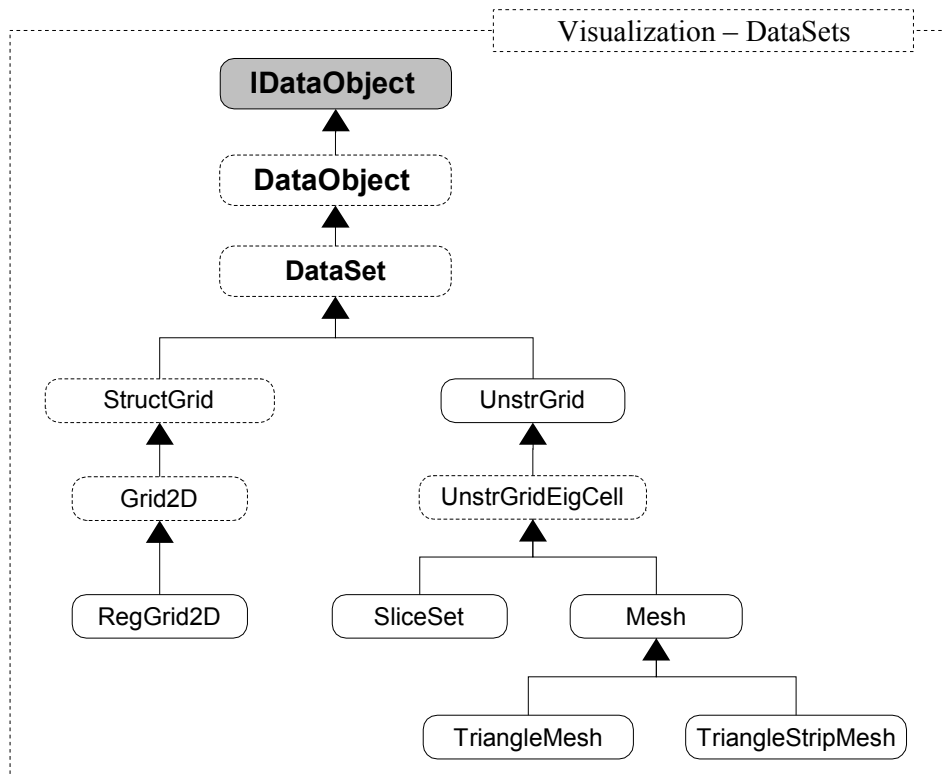 Visualization – DataSets
IDataObject
DataObject
DataSet
StructGrid
UnstrGrid
Grid2D
UnstrGridEigCell
RegGrid2D
SliceSet
Mesh
TriangleMesh
TriangleStripMesh